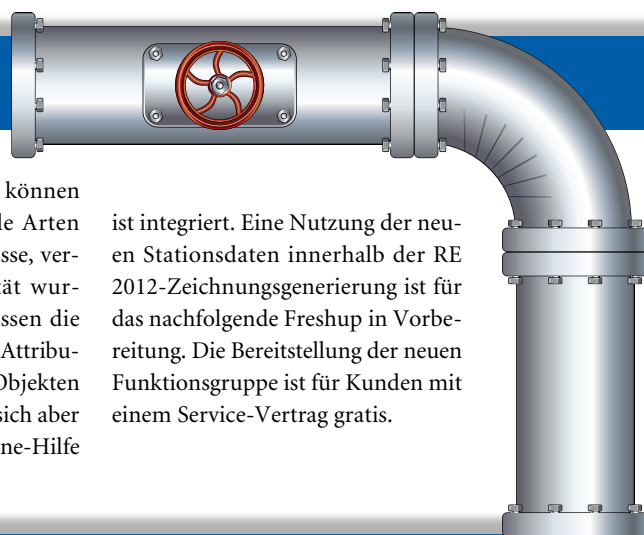 können
le Arten
sse, ver-
tät wur-
ssen die
Attribu-
Objekten
sich aber
ne-Hilfe
ist integriert. Eine Nutzung der neu-
en Stationsdaten innerhalb der RE
2012-Zeichnungsgenerierung ist für
das nachfolgende Freshup in Vorbe-
reitung. Die Bereitstellung der neuen
Funktionsgruppe ist für Kunden mit
einem Service-Vertrag gratis.